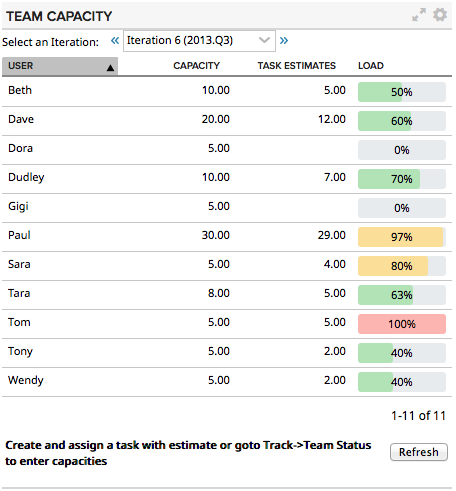 TEAM CAPACITY
Select an Iteration: « Iteration 6 (2013.Q3) »
USER CAPACITY TASK ESTIMATES LOAD
Beth 10.00 5.00 50%
Dave 20.00 12.00 60%
Dora 5.00 0%
Dudley 10.00 7.00 70%
Gigi 5.00 0%
Paul 30.00 29.00 97%
Sara 5.00 4.00 80%
Tara 8.00 5.00 63%
Tom 5.00 5.00 100%
Tony 5.00 2.00 40%
Wendy 5.00 2.00 40%
1-11 of 11
Create and assign a task with estimate or goto Track->Team Status
to enter capacities
Refresh